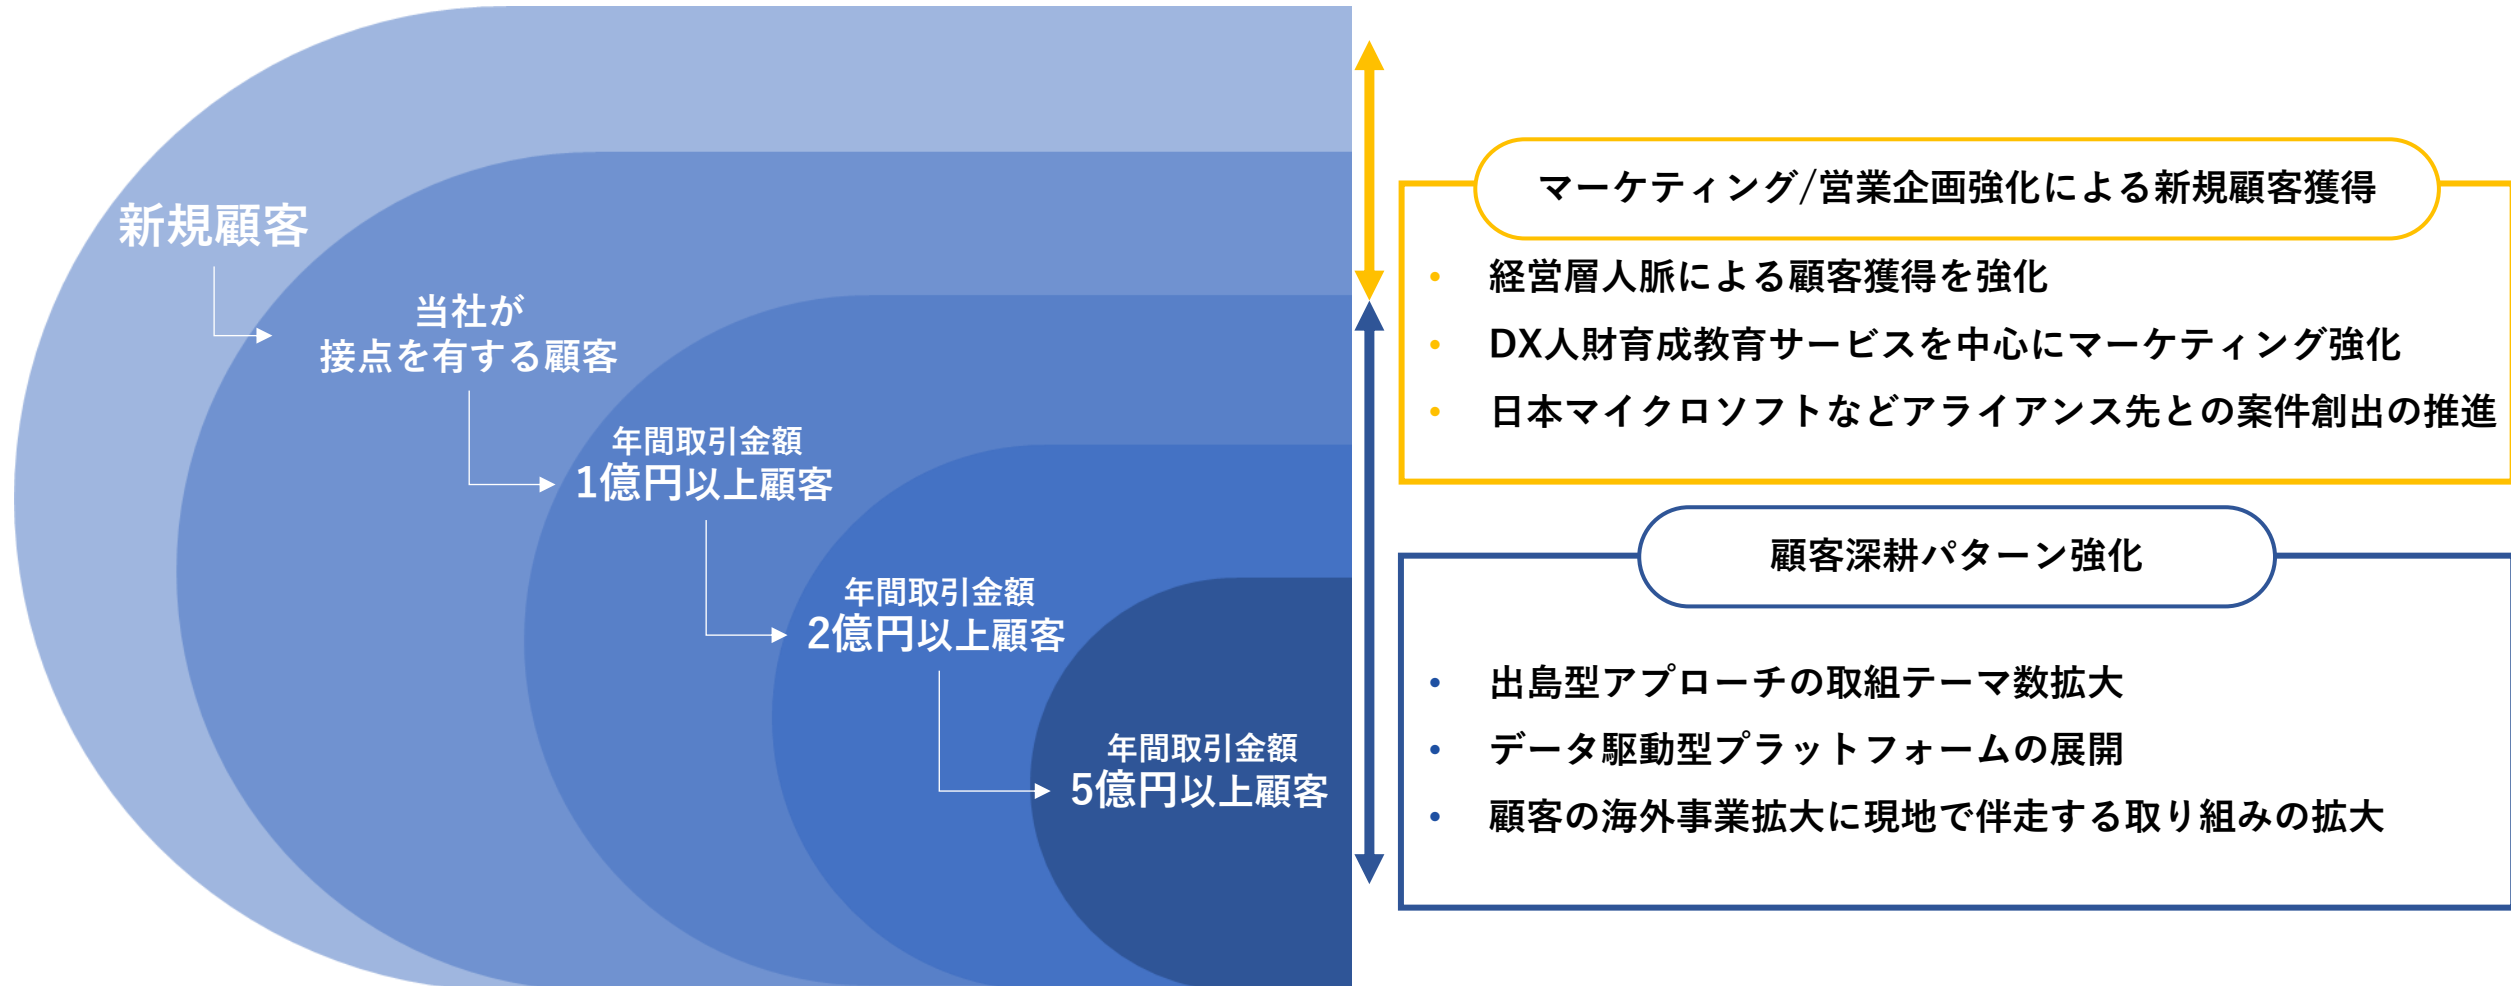 新規顧客
当社が
接点を有する顧客
年間取引金額
1億円以上顧客
年間取引金額
2億円以上顧客
年間取引金額
5億円以上顧客
マーケティング/営業企画強化による新規顧客獲得
• 経営層人脈による顧客獲得を強化
• DX人財育成教育サービスを中心にマーケティング強化
• 日本マイクロソフトなどアライアンス先との案件創出の推進
顧客深耕パターン強化
• 出島型アプローチの取組テーマ数拡大
• データ駆動型プラットフォームの展開
• 顧客の海外事業拡大に現地で伴走する取り組みの拡大